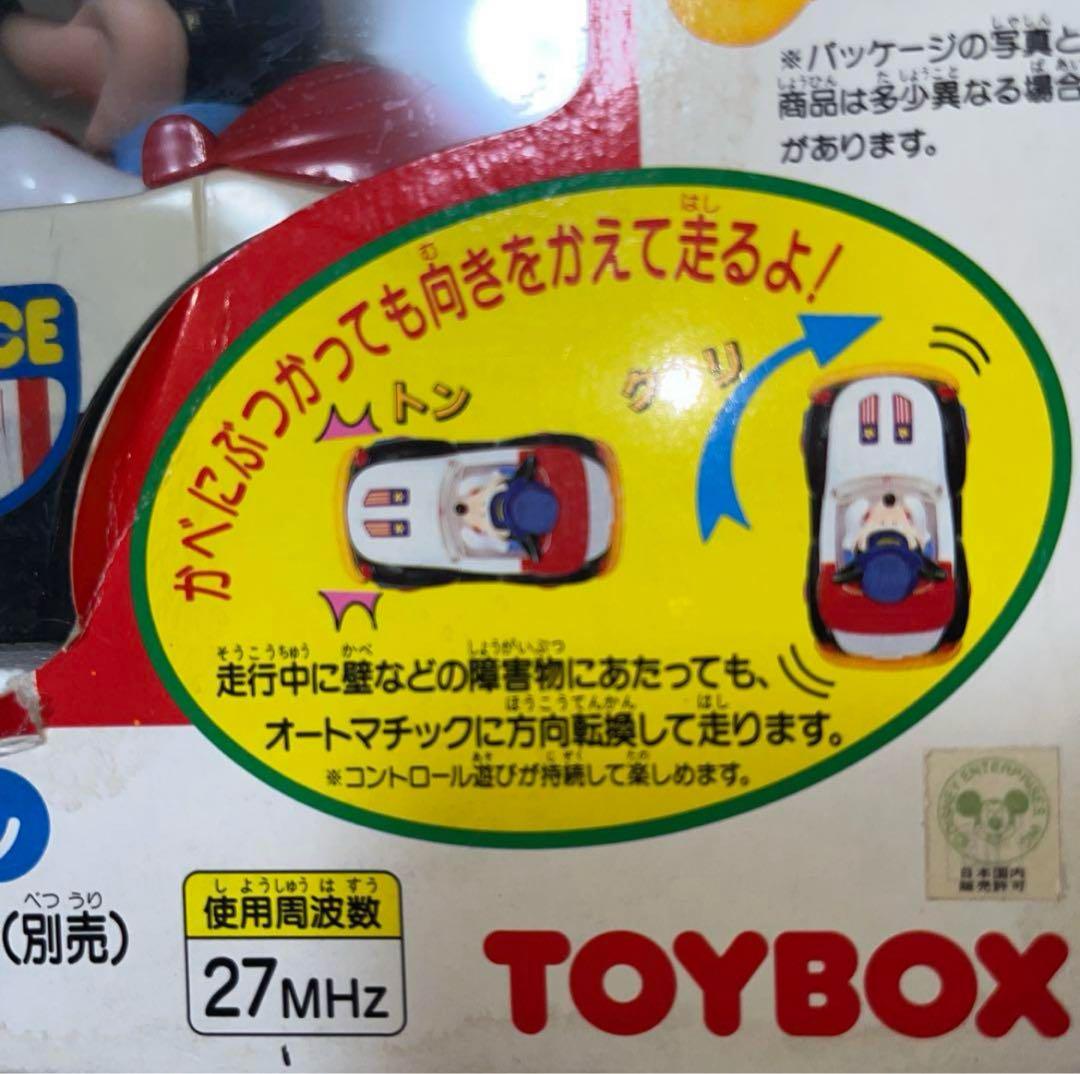 ※パッケージの写真と
商品は多少異なる場合
があります。
CE
かべにぶつかっても向きをかえて走るよ!
トン
クルリ
走行中に壁などの障害物にあたっても、
オートマチックに方向転換して走ります。
※コントロール遊びが持続して楽しめます。
日本国内
販売許可
(別売)
使用周波数
27MHz
TOYBOX